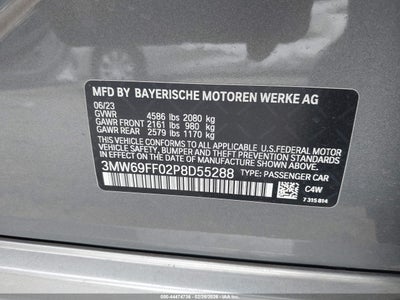 MFD BY BAYERISCHE MOTOREN WERKE AG
06/23
GVWR 4586 lbs 2080 kg
GAWR FRONT 2161 lbs 980 kg
GAWR REAR 2579 lbs 1170 kg
THIS VEHICLE CONFORMS TO ALL APPLICABLE U.S.FEDERAL MOTOR
VEHICLE SAFETY, BUMPER, AND THEFT PREVENTION STANDARDS IN
EFFECT ON THE DATE OF MANUFACTURE SHOWN ABOVE.
3MW69FF02P8D55288 TYPE: PASSENGER CAR
C4W
7 315 814